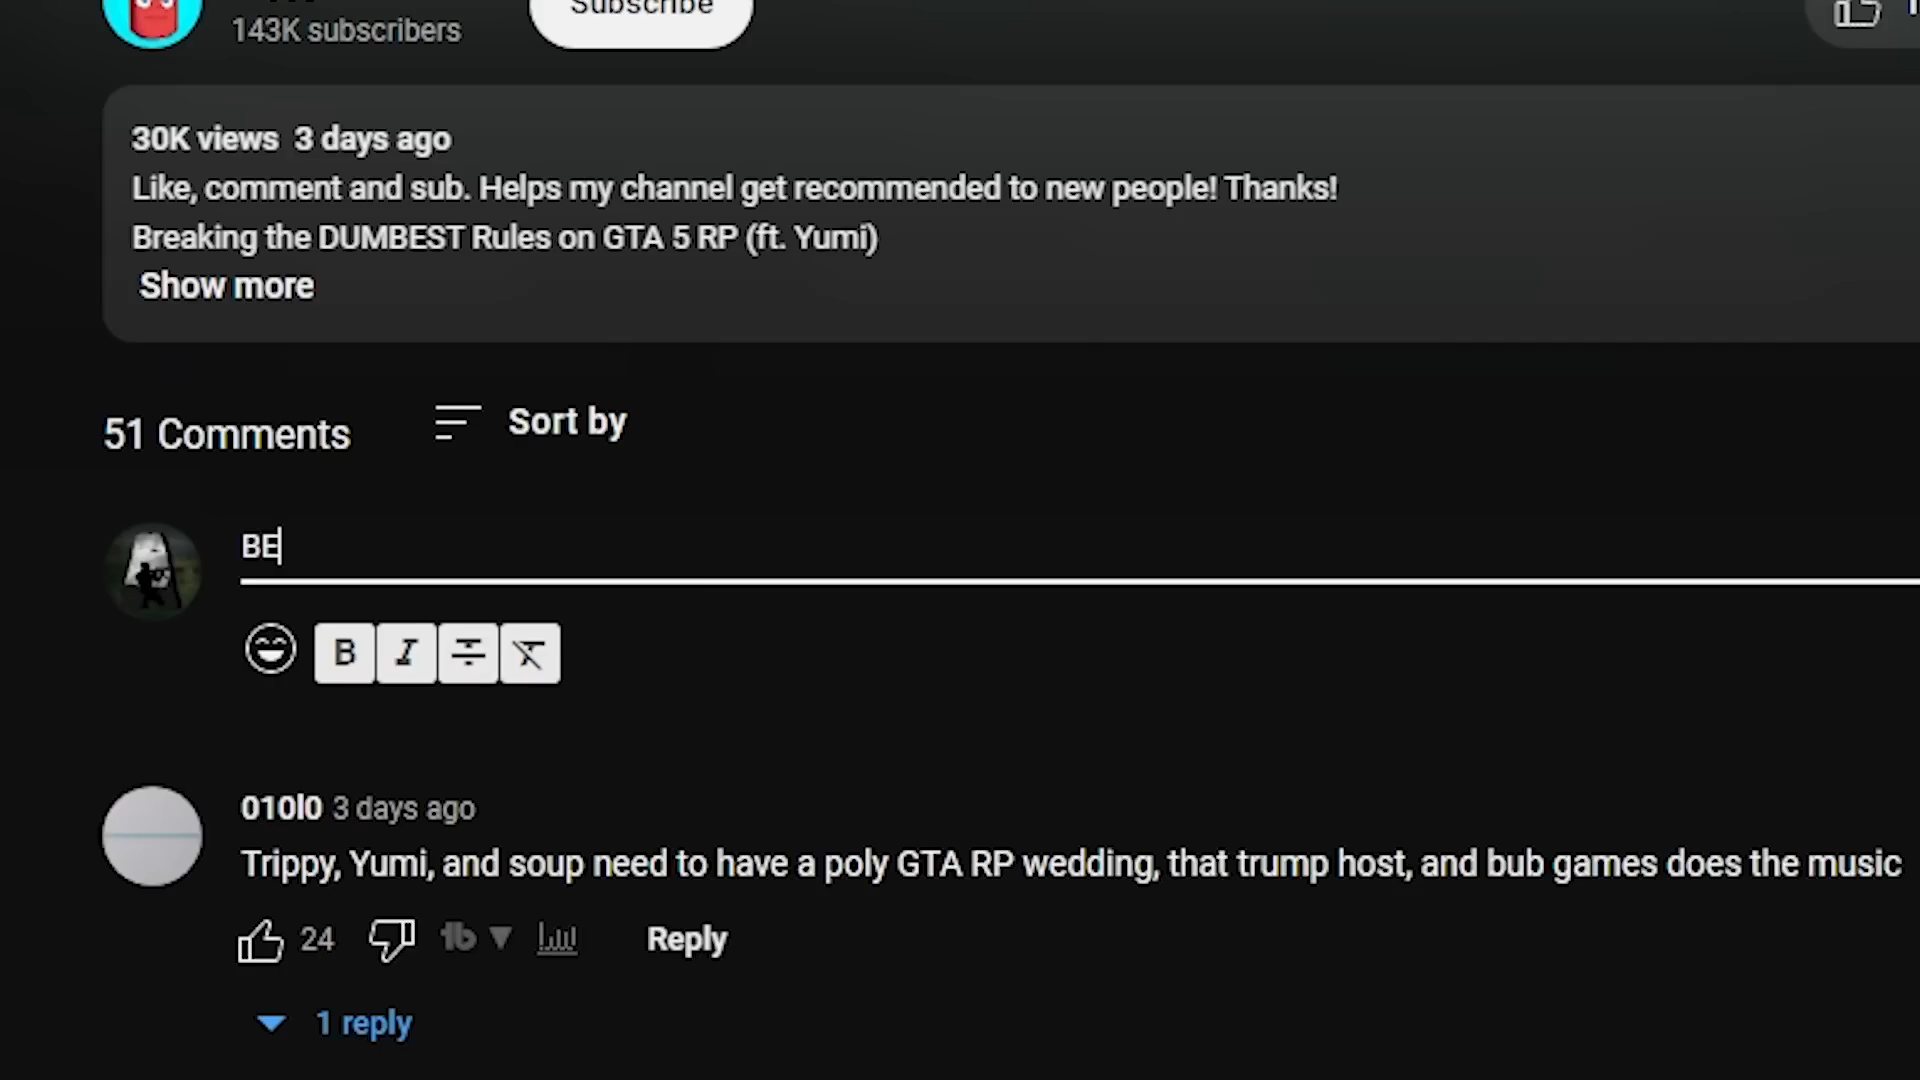 Subscribe
143K subscribers
30K views 3 days ago
Like, comment and sub. Helps my channel get recommended to new people! Thanks!
Breaking the DUMBEST Rules on GTA 5 RP (ft. Yumi)
Show more
51 Comments
Sort by
BE
B I
010l0 3 days ago
Trippy, Yumi, and soup need to have a poly GTA RP wedding, that trump host, and bub games does the music
24 Reply
1 reply